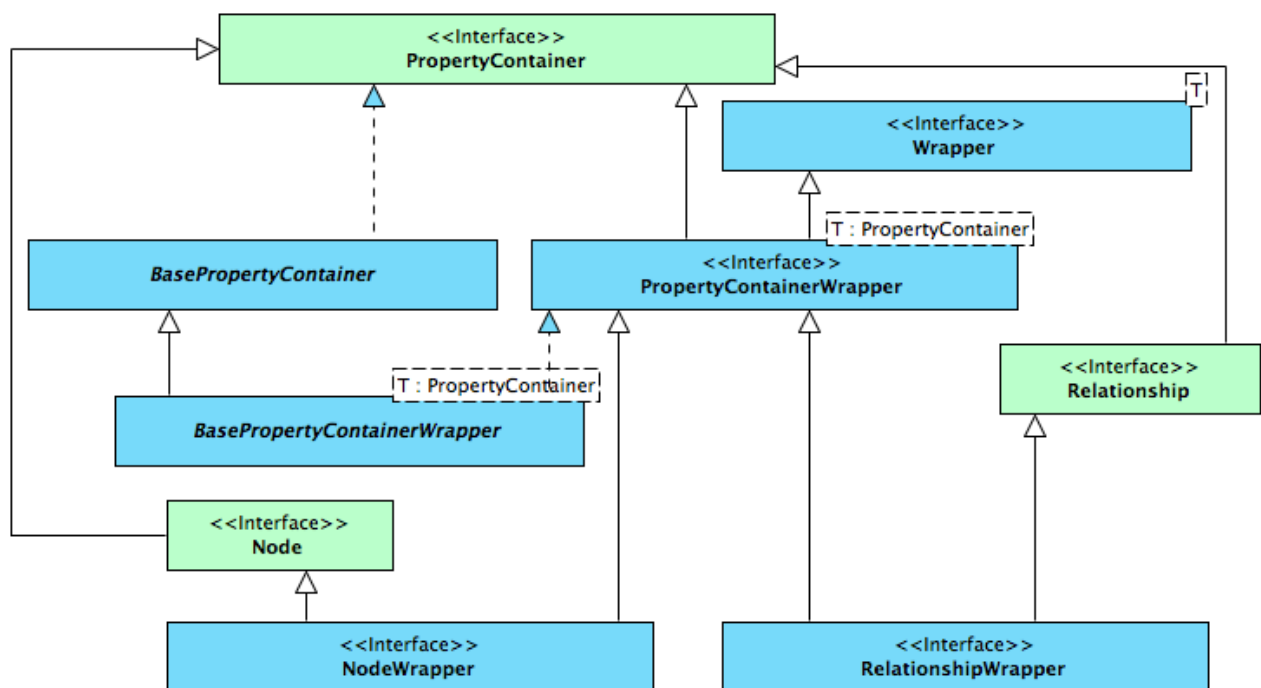 <<Interface>>
PropertyContainer
T
<<Interface>>
Wrapper
T : PropertyContainer
BasePropertyContainer
<<Interface>>
PropertyContainerWrapper
<<Interface>>
Relationship
T : PropertyContainer
BasePropertyContainerWrapper
<<Interface>>
Node
<<Interface>>
NodeWrapper
<<Interface>>
RelationshipWrapper